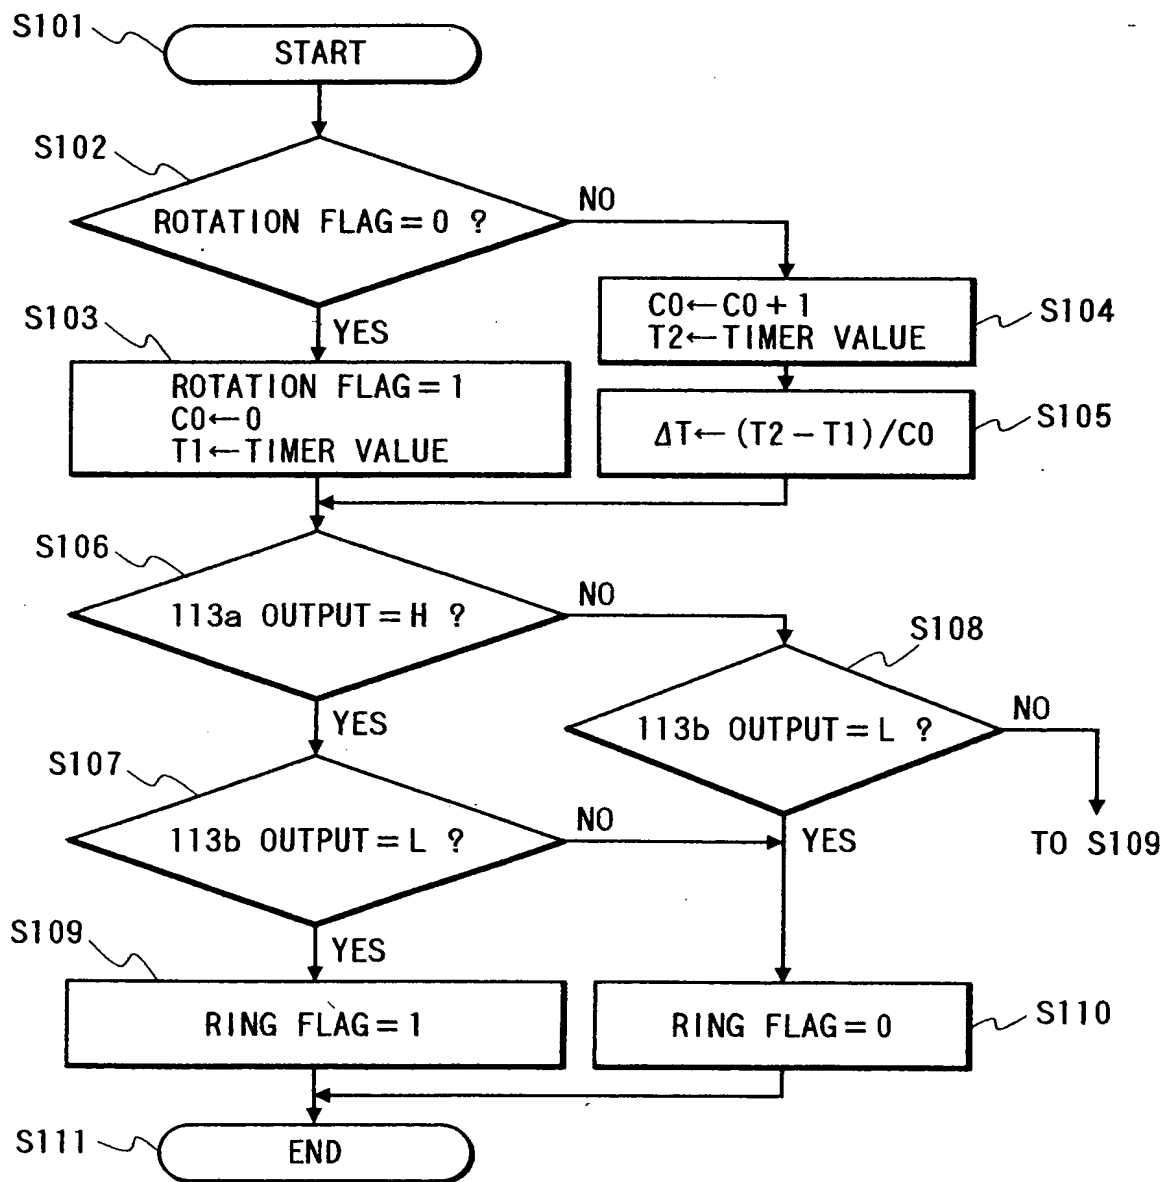 S101
START
S102
ROTATION FLAG=0 ?
NO
YES
S103
ROTATION FLAG=1
C0←0
T1←TIMER VALUE
C0←C0+1
T2←TIMER VALUE
S104
ΔT←(T2-T1)/C0
S105
S106
113a OUTPUT=H ?
NO
YES
S108
113b OUTPUT=L ?
NO
YES
TO S109
S107
113b OUTPUT=L ?
NO
YES
S109
RING FLAG=1
RING FLAG=0
S110
S111
END